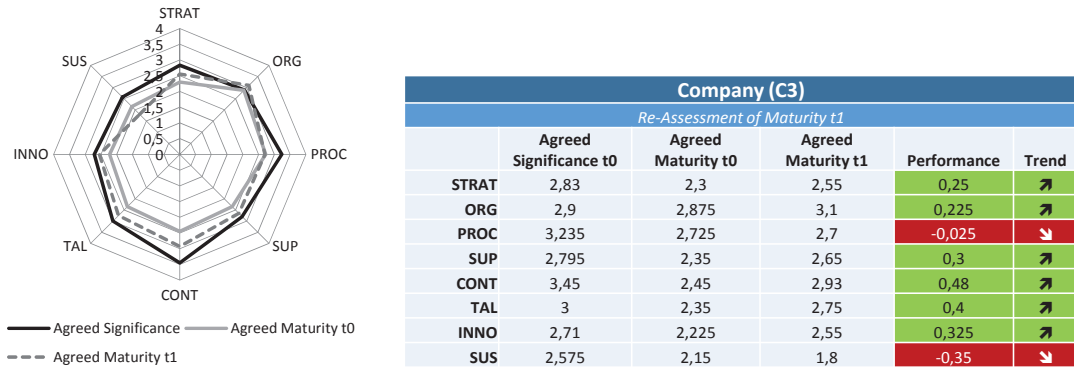 STRAT
4
3,5
3
2,5
2
1,5
1
0,5
0
ORG
PROC
SUP
CONT
TAL
INNO
SUS
Agreed Significance
Agreed Maturity t0
Agreed Maturity t1
Company (C3)
Re-Assessment of Maturity t1
Agreed Significance t0 Agreed Maturity t0 Agreed Maturity t1 Performance Trend
STRAT 2,83 2,3 2,55 0,25
ORG 2,9 2,875 3,1 0,225
PROC 3,235 2,725 2,7 -0,025
SUP 2,795 2,35 2,65 0,3
CONT 3,45 2,45 2,93 0,48
TAL 3 2,35 2,75 0,4
INNO 2,71 2,225 2,55 0,325
SUS 2,575 2,15 1,8 -0,35